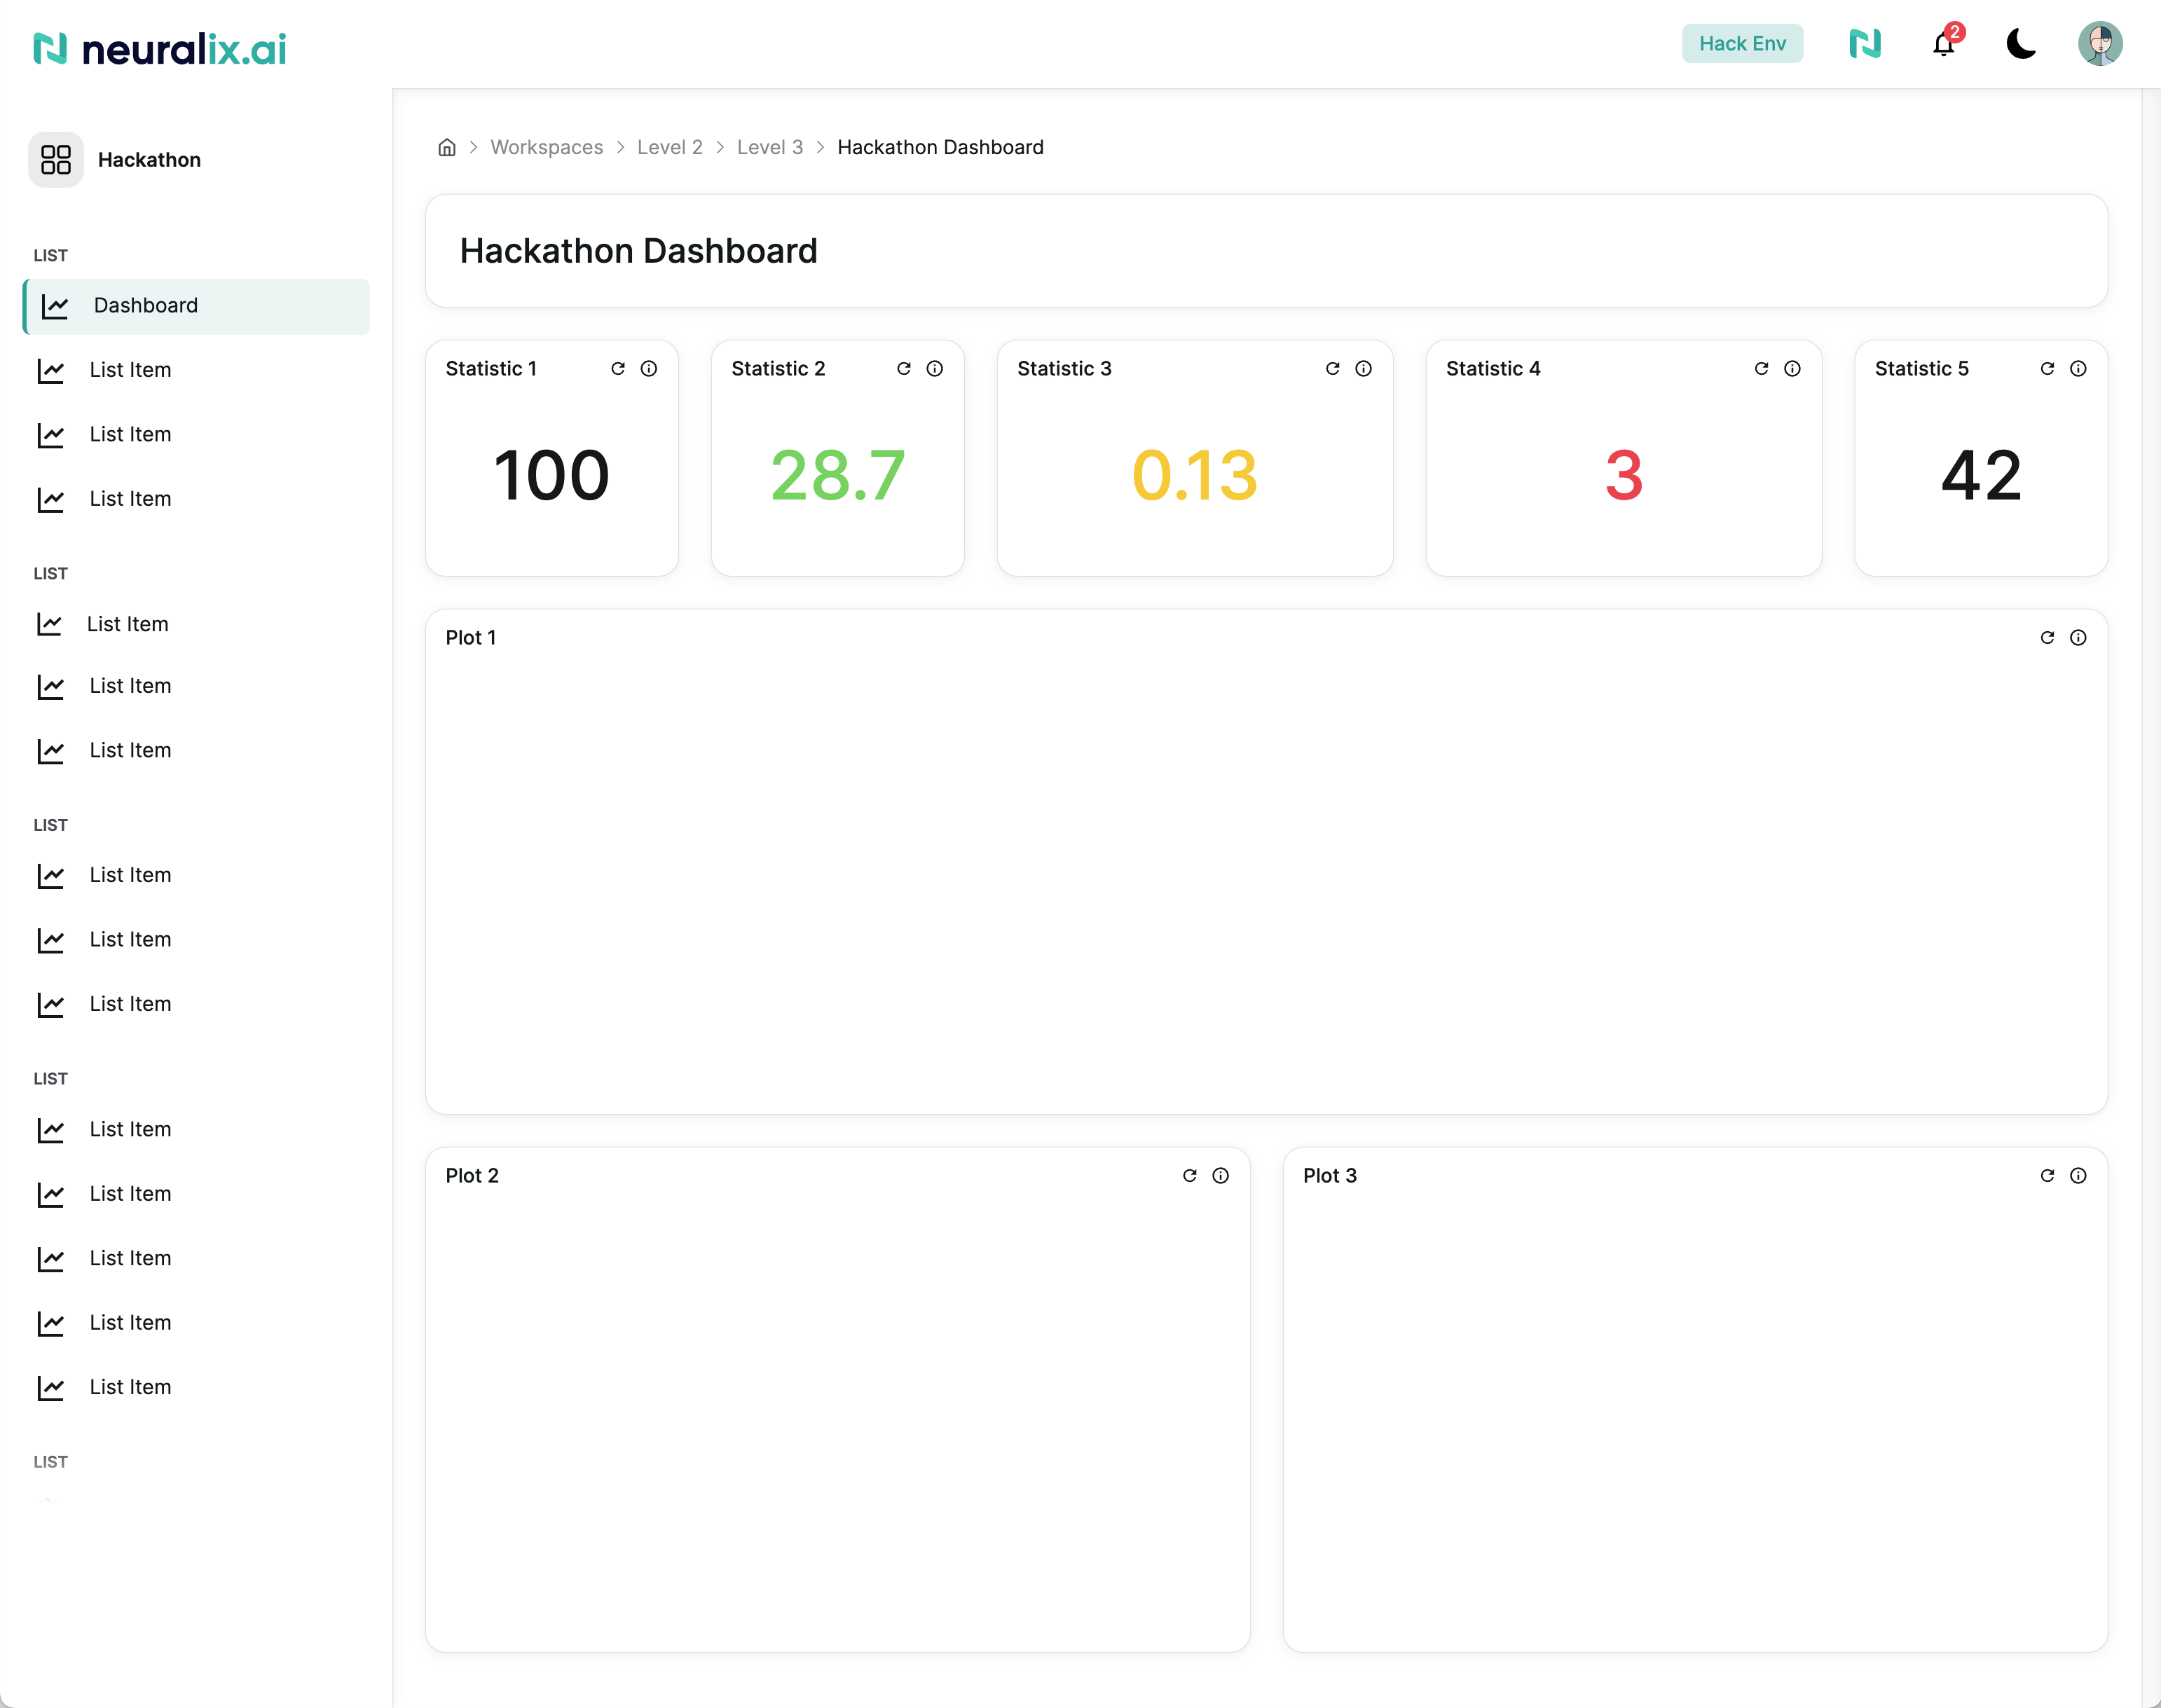 neuralix.ai
Hack Env
2
Hackathon
LIST
Dashboard
List Item
List Item
List Item
LIST
List Item
List Item
List Item
LIST
List Item
List Item
List Item
LIST
List Item
List Item
List Item
List Item
List Item
LIST
Workspaces > Level 2 > Level 3 > Hackathon Dashboard
Hackathon Dashboard
Statistic 1
100
Statistic 2
28.7
Statistic 3
0.13
Statistic 4
3
Statistic 5
42
Plot 1
Plot 2
Plot 3